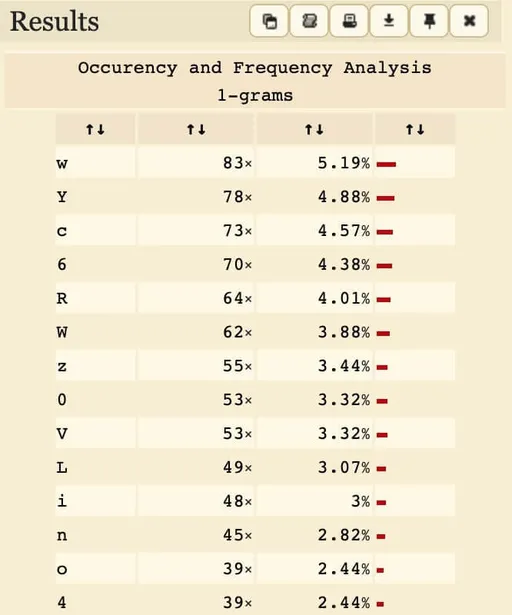 Results
Occurency and Frequency Analysis
1-grams
↑↓ ↑↓ ↑↓ ↑↓
w 83× 5.19%
Y 78× 4.88%
c 73× 4.57%
6 70× 4.38%
R 64× 4.01%
W 62× 3.88%
z 55× 3.44%
0 53× 3.32%
V 53× 3.32%
L 49× 3.07%
i 48× 3%
n 45× 2.82%
o 39× 2.44%
4 39× 2.44%